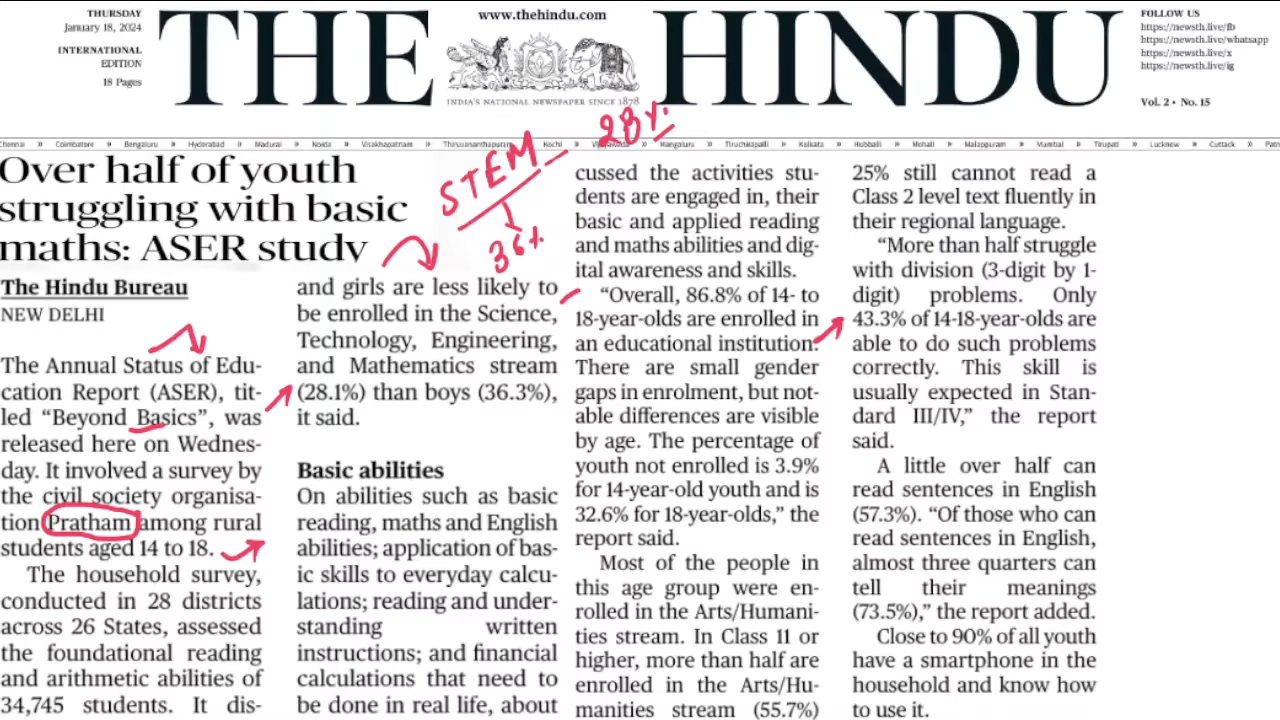 THURSDAY
January 18, 2024
INTERNATIONAL
EDITION
18 Pages
THE HINDU
www.thehindu.com
INDIA'S NATIONAL NEWSPAPER SINCE 1878
FOLLOW US
https://newsth.live/fb
https://newsth.live/whatsapp
https://newsth.live/x
https://newsth.live/ig
Vol. 2 • No. 15
Chennai » Coimbatore » Bengaluru » Hyderabad » Madurai » Noida » Visakhapatnam » Thiruvananthapuram » Kochi » Vijayawada » Mangaluru » Tiruchirapalli » Kolkata » Hubballi » Mohali » Malappuram » Mumbai » Tirupati » Lucknow » Cuttack » Patn
STEM 28%
36%
Over half of youth
struggling with basic
maths: ASER study
The Hindu Bureau
NEW DELHI
The Annual Status of Edu-
cation Report (ASER), tit-
led “Beyond Basics”, was
released here on Wednes-
day. It involved a survey by
the civil society organisa-
tion Pratham among rural
students aged 14 to 18.
The household survey,
conducted in 28 districts
across 26 States, assessed
the foundational reading
and arithmetic abilities of
34,745 students. It dis-
and girls are less likely to
be enrolled in the Science,
Technology, Engineering,
and Mathematics stream
(28.1%) than boys (36.3%),
it said.
Basic abilities
On abilities such as basic
reading, maths and English
abilities; application of bas-
ic skills to everyday calcu-
lations; reading and under-
standing written
instructions; and financial
calculations that need to
be done in real life, about
cussed the activities stu-
dents are engaged in, their
basic and applied reading
and maths abilities and dig-
ital awareness and skills.
“Overall, 86.8% of 14- to
18-year-olds are enrolled in
an educational institution.
There are small gender
gaps in enrolment, but not-
able differences are visible
by age. The percentage of
youth not enrolled is 3.9%
for 14-year-old youth and is
32.6% for 18-year-olds,” the
report said.
Most of the people in
this age group were en-
rolled in the Arts/Humani-
ties stream. In Class 11 or
higher, more than half are
enrolled in the Arts/Hu-
manities stream (55.7%)
25% still cannot read a
Class 2 level text fluently in
their regional language.
“More than half struggle
with division (3-digit by 1-
digit) problems. Only
43.3% of 14-18-year-olds are
able to do such problems
correctly. This skill is
usually expected in Stan-
dard III/IV,” the report
said.
A little over half can
read sentences in English
(57.3%). “Of those who can
read sentences in English,
almost three quarters can
tell their meanings
(73.5%),” the report added.
Close to 90% of all youth
have a smartphone in the
household and know how
to use it.